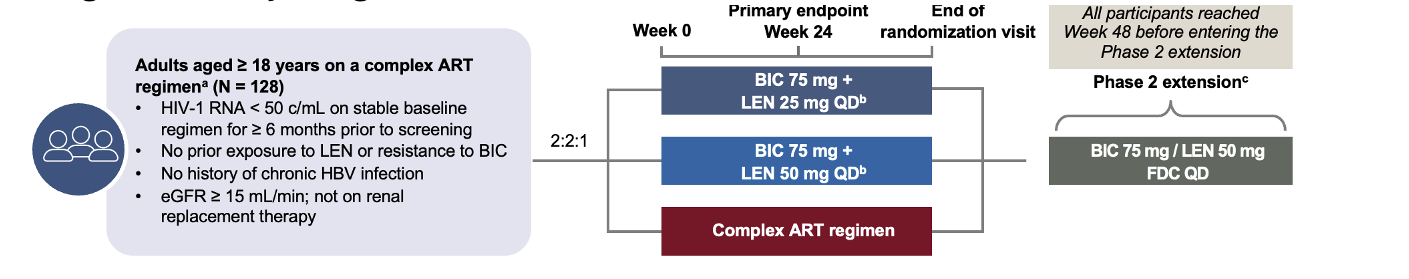 Adults aged ≥ 18 years on a complex ART
regimenᵃ (N = 128)
• HIV-1 RNA < 50 c/mL on stable baseline
regimen for ≥ 6 months prior to screening
• No prior exposure to LEN or resistance to BIC
• No history of chronic HBV infection
• eGFR ≥ 15 mL/min; not on renal
replacement therapy
2:2:1
Week 0
Primary endpoint
Week 24
End of
randomization visit
BIC 75 mg +
LEN 25 mg QDᵇ
BIC 75 mg +
LEN 50 mg QDᵇ
Complex ART regimen
All participants reached
Week 48 before entering the
Phase 2 extension
Phase 2 extensionᶜ
BIC 75 mg / LEN 50 mg
FDC QD